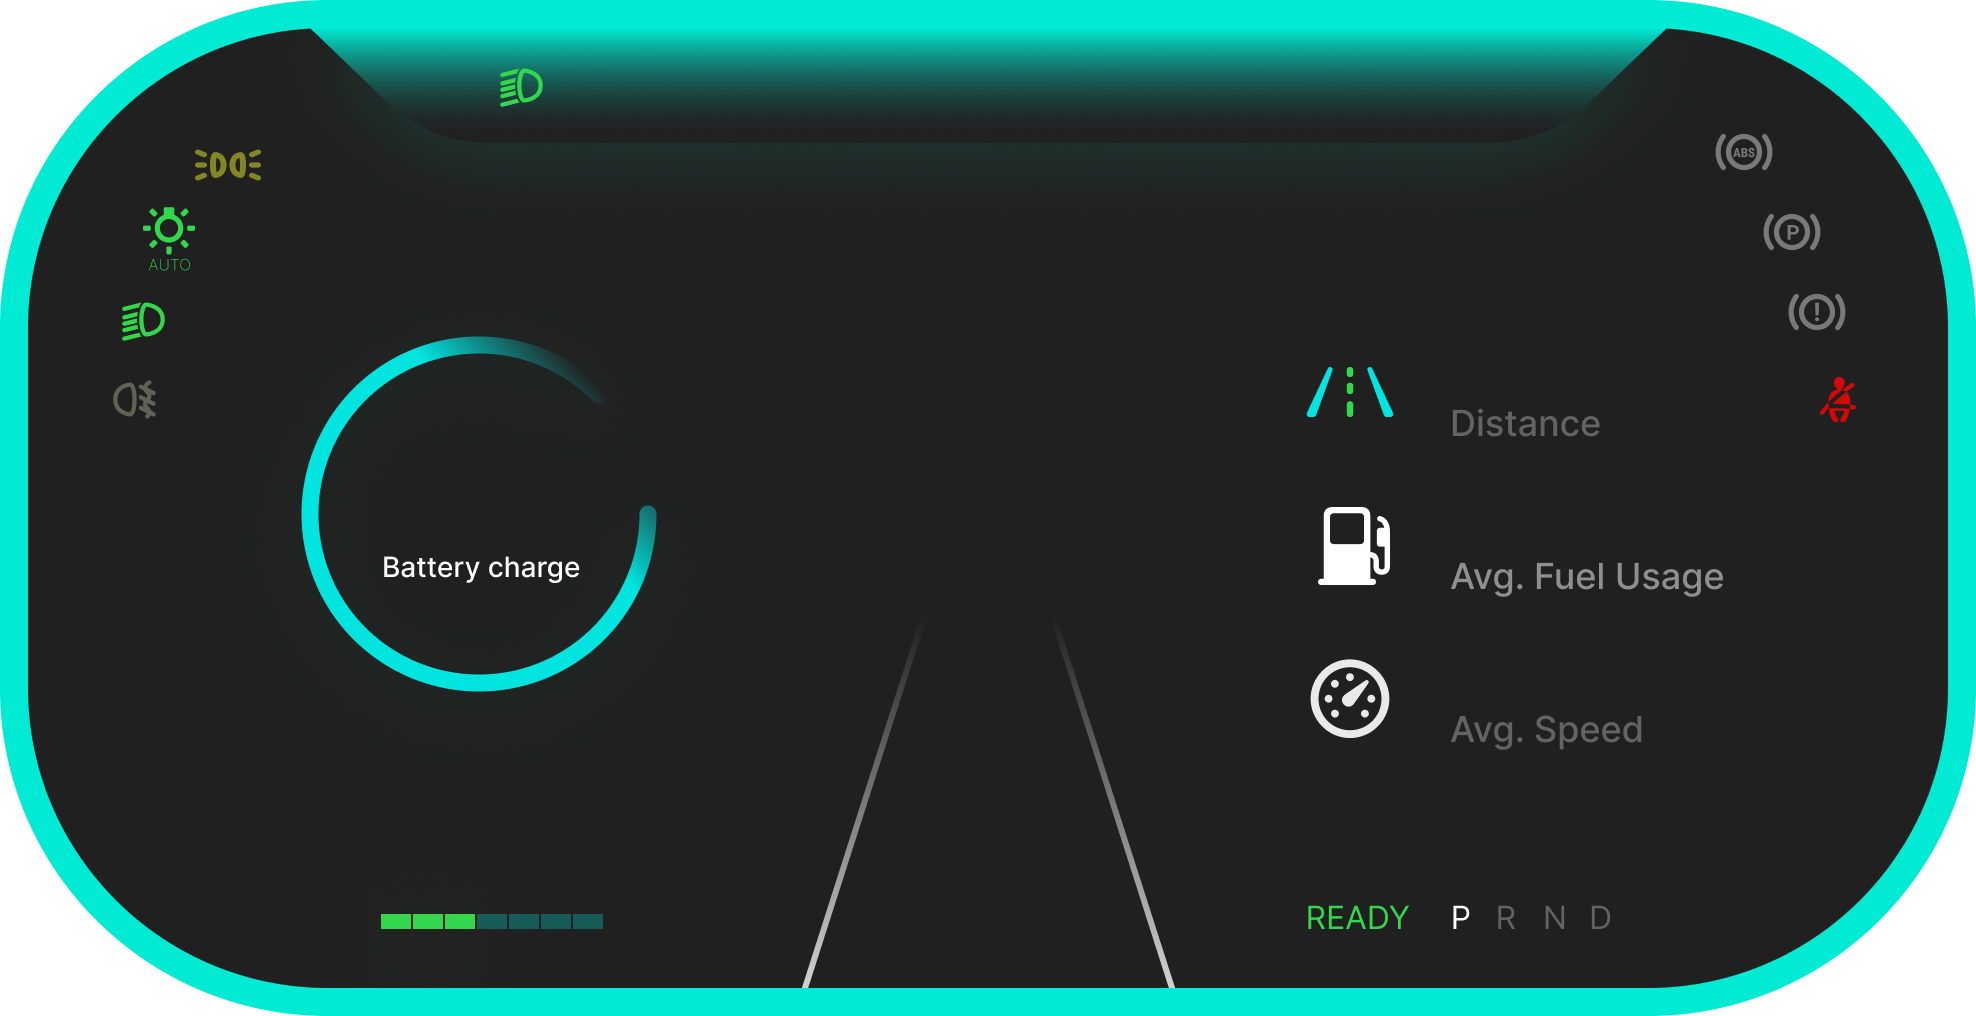 ABS
P
AUTO
!
Distance
Battery charge
Avg. Fuel Usage
Avg. Speed
READY P R N D